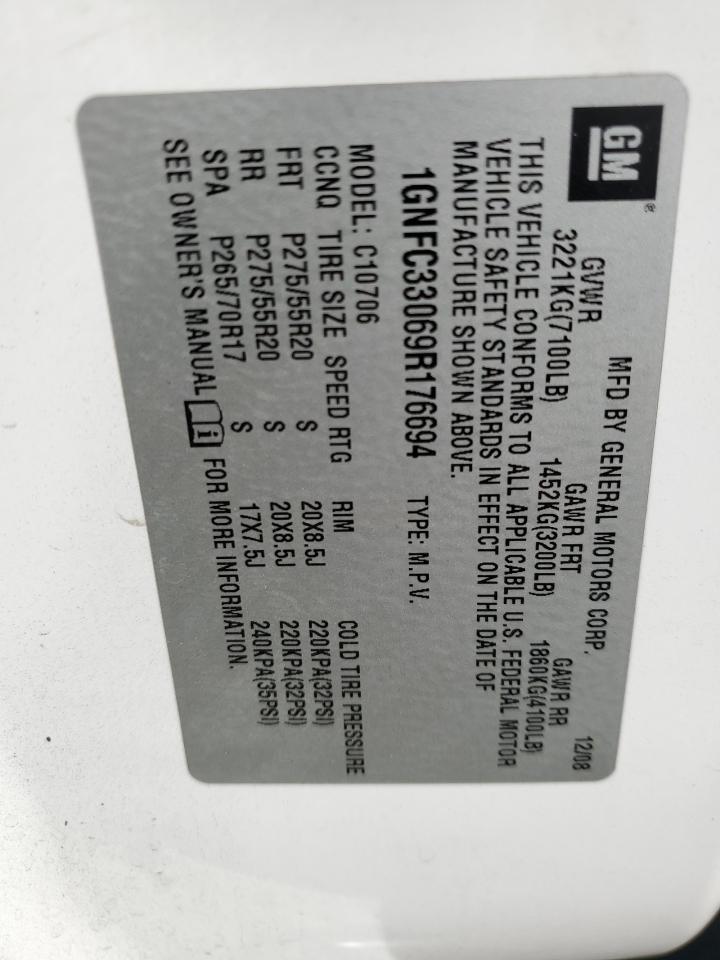 GM®
MFD BY GENERAL MOTORS CORP. 12/08
GVWR GAWR FRT GAWR RR
3221KG(7100LB) 1452KG(3200LB) 1860KG(4100LB)
THIS VEHICLE CONFORMS TO ALL APPLICABLE U.S. FEDERAL MOTOR
VEHICLE SAFETY STANDARDS IN EFFECT ON THE DATE OF
MANUFACTURE SHOWN ABOVE.
1GNFC33069R176694 TYPE: M.P.V.
MODEL: C10706
CCNQ TIRE SIZE SPEED RTG RIM COLD TIRE PRESSURE
FRT P275/55R20 S 20X8.5J 220KPA(32PSI)
RR P275/55R20 S 20X8.5J 220KPA(32PSI)
SPA P265/70R17 S 17X7.5J 240KPA(35PSI)
SEE OWNER'S MANUAL i FOR MORE INFORMATION.